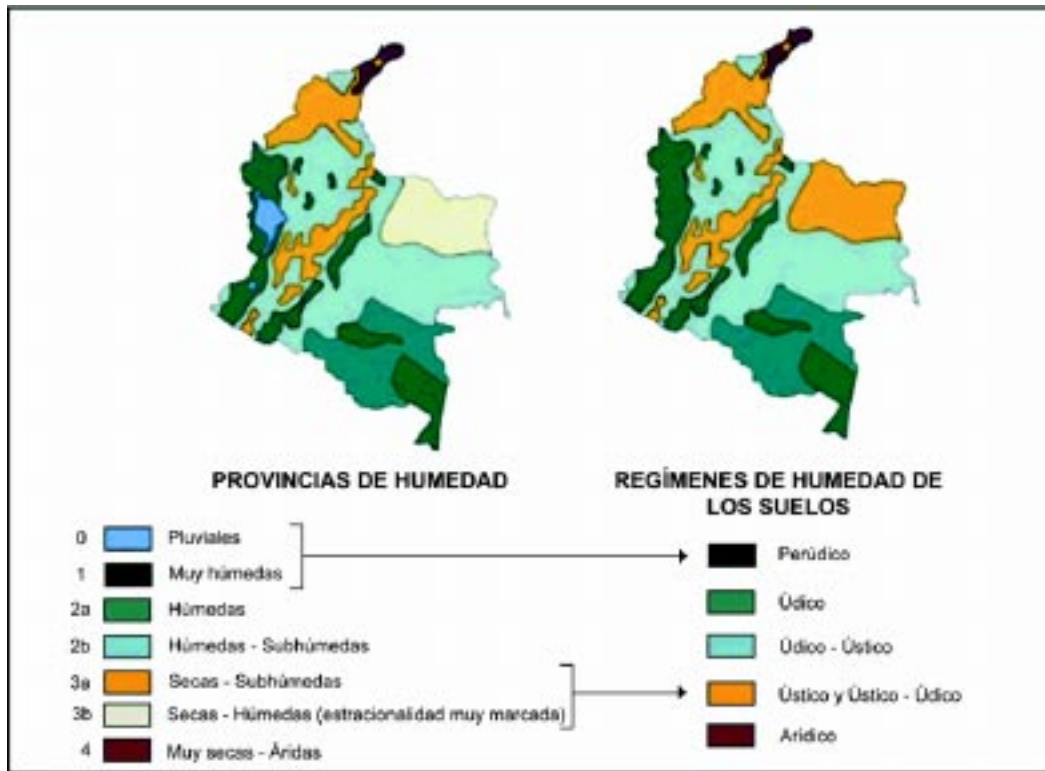 PROVINCIAS DE HUMEDAD
0 Pluviales
1 Muy húmedas
2a Húmedas
2b Húmedas - Subhúmedas
3a Secas - Subhúmedas
3b Secas - Húmedas (estracionalidad muy marcada)
4 Muy secas - Áridas
REGÍMENES DE HUMEDAD DE
LOS SUELOS
Perúdico
Údico
Údico - Ústico
Ústico y Ústico - Údico
Arídico